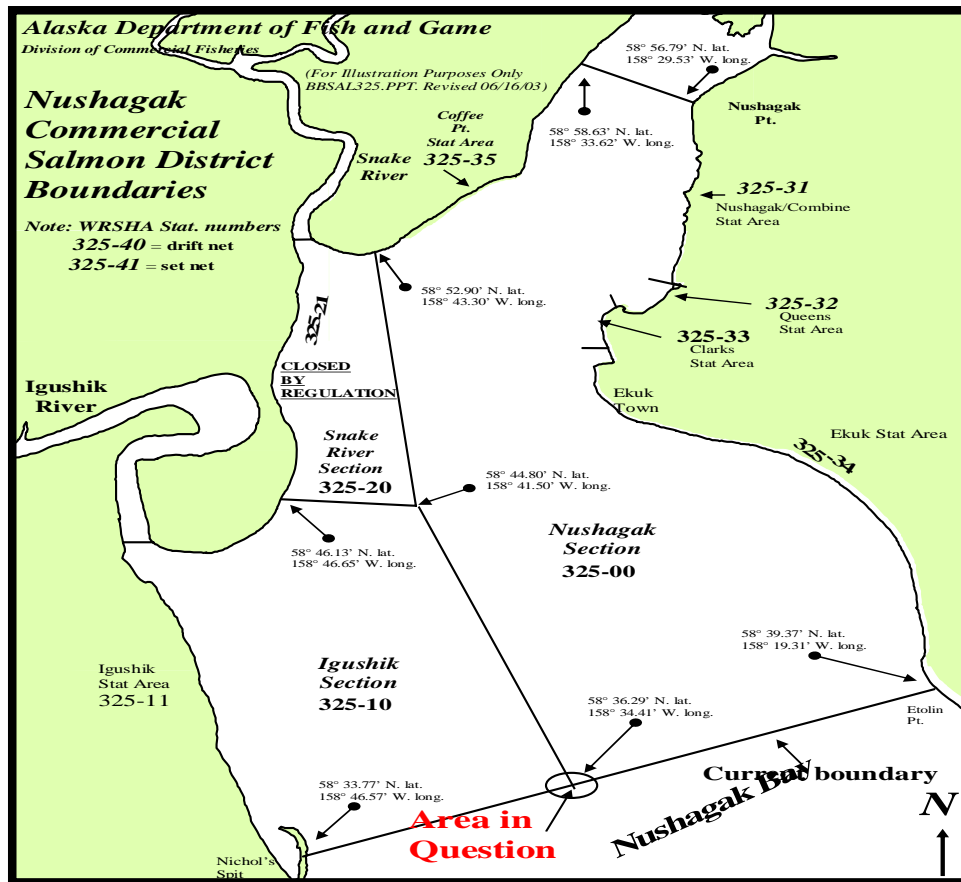 Alaska Department of Fish and Game
Division of Commercial Fisheries
(For Illustration Purposes Only
BBSAL325.PPT. Revised 06/16/03)
Nushagak
Commercial
Salmon District
Boundaries
Note: WRSHA Stat. numbers
325-40 = drift net
325-41 = set net
58° 56.79’ N. lat.
158° 29.53’ W. long.
Nushagak
Pt.
58° 58.63’ N. lat.
158° 33.62’ W. long.
Coffee
Pt.
Stat Area
325-35
Snake
River
325-31
Nushagak/Combine
Stat Area
58° 52.90’ N. lat.
158° 43.30’ W. long.
325-21
325-32
Queens
Stat Area
325-33
Clarks
Stat Area
CLOSED
BY
REGULATION
Igushik
River
Ekuk
Town
Ekuk Stat Area
325-34
Snake
River
Section
325-20
58° 44.80’ N. lat.
158° 41.50’ W. long.
Nushagak
Section
325-00
58° 46.13’ N. lat.
158° 46.65’ W. long.
58° 39.37’ N. lat.
158° 19.31’ W. long.
Igushik
Stat Area
325-11
Igushik
Section
325-10
58° 36.29’ N. lat.
158° 34.41’ W. long.
Etolin
Pt.
58° 33.77’ N. lat.
158° 46.57’ W. long.
Current boundary
Nushagak Bay
Area in
Question
N
Nichol's
Spit